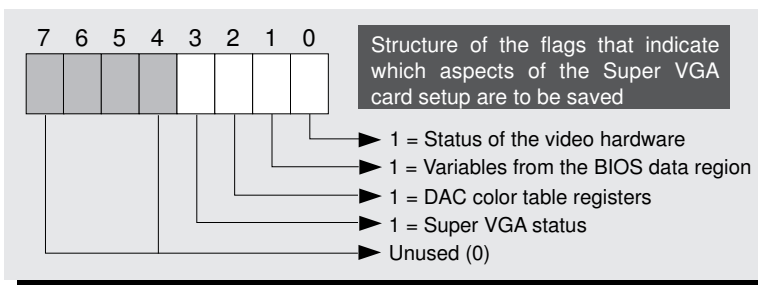 7 6 5 4 3 2 1 0
Structure of the flags that indicate
which aspects of the Super VGA
card setup are to be saved
1 = Status of the video hardware
1 = Variables from the BIOS data region
1 = DAC color table registers
1 = Super VGA status
Unused (0)